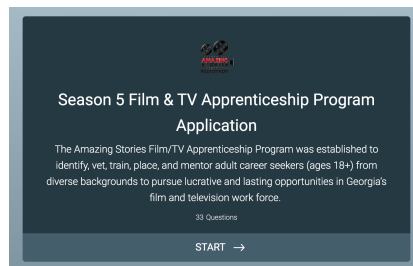 AMAZING
Season 5 Film & TV Apprenticeship Program
Application
The Amazing Stories Film/TV Apprenticeship Program was established to
identify, vet, train, place, and mentor adult career seekers (ages 18+) from
diverse backgrounds to pursue lucrative and lasting opportunities in Georgia's
film and television work force.
33 Questions
START →